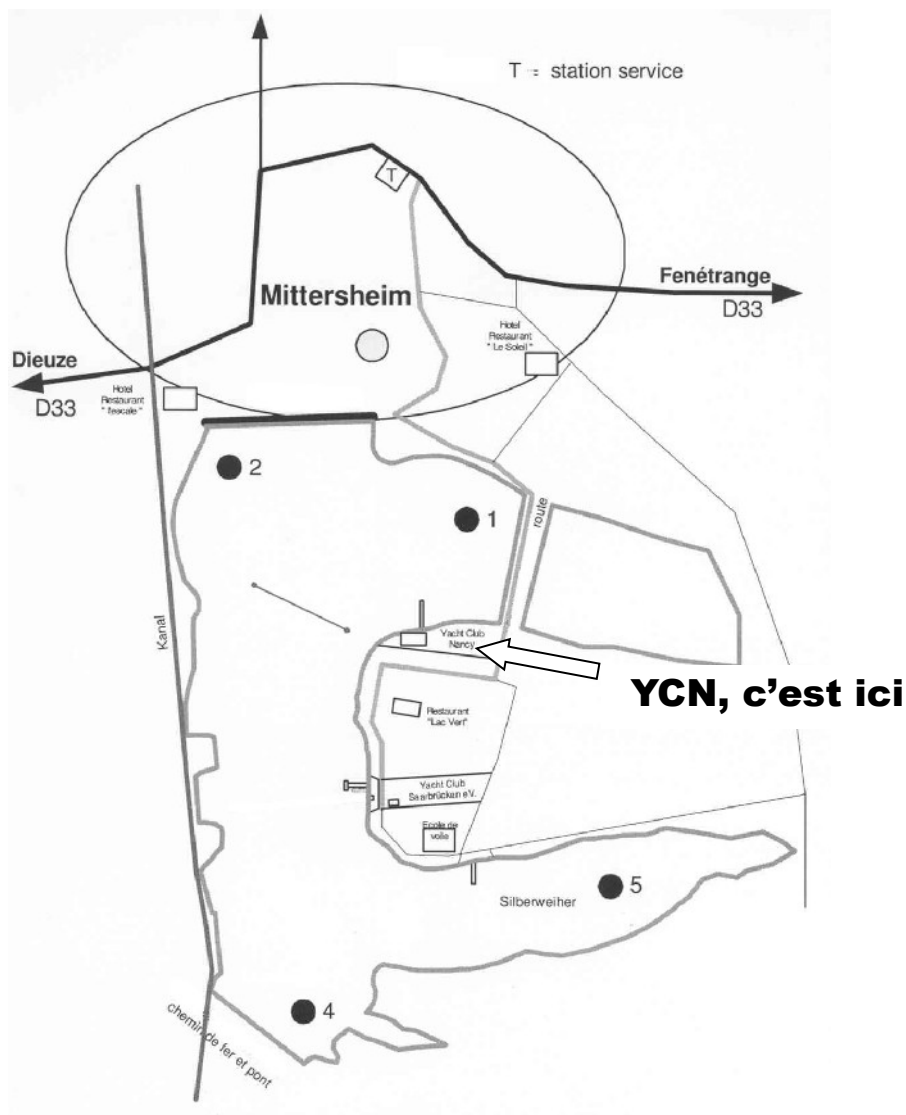 T = station service
Fenétrange
D33
Mittersheim
Hotel
Restaurant
" Le Soleil "
Dieuze
D33
Hotel
Restaurant
2
1
route
Kanal
Yacht Club
Nancy
YCN, c'est ici
Restaurant
"Lac Vert"
Yacht Club
Saarbrücken e.V.
Ecole de
voile
5
Silberweiher
4
chemin de fer et pont
T